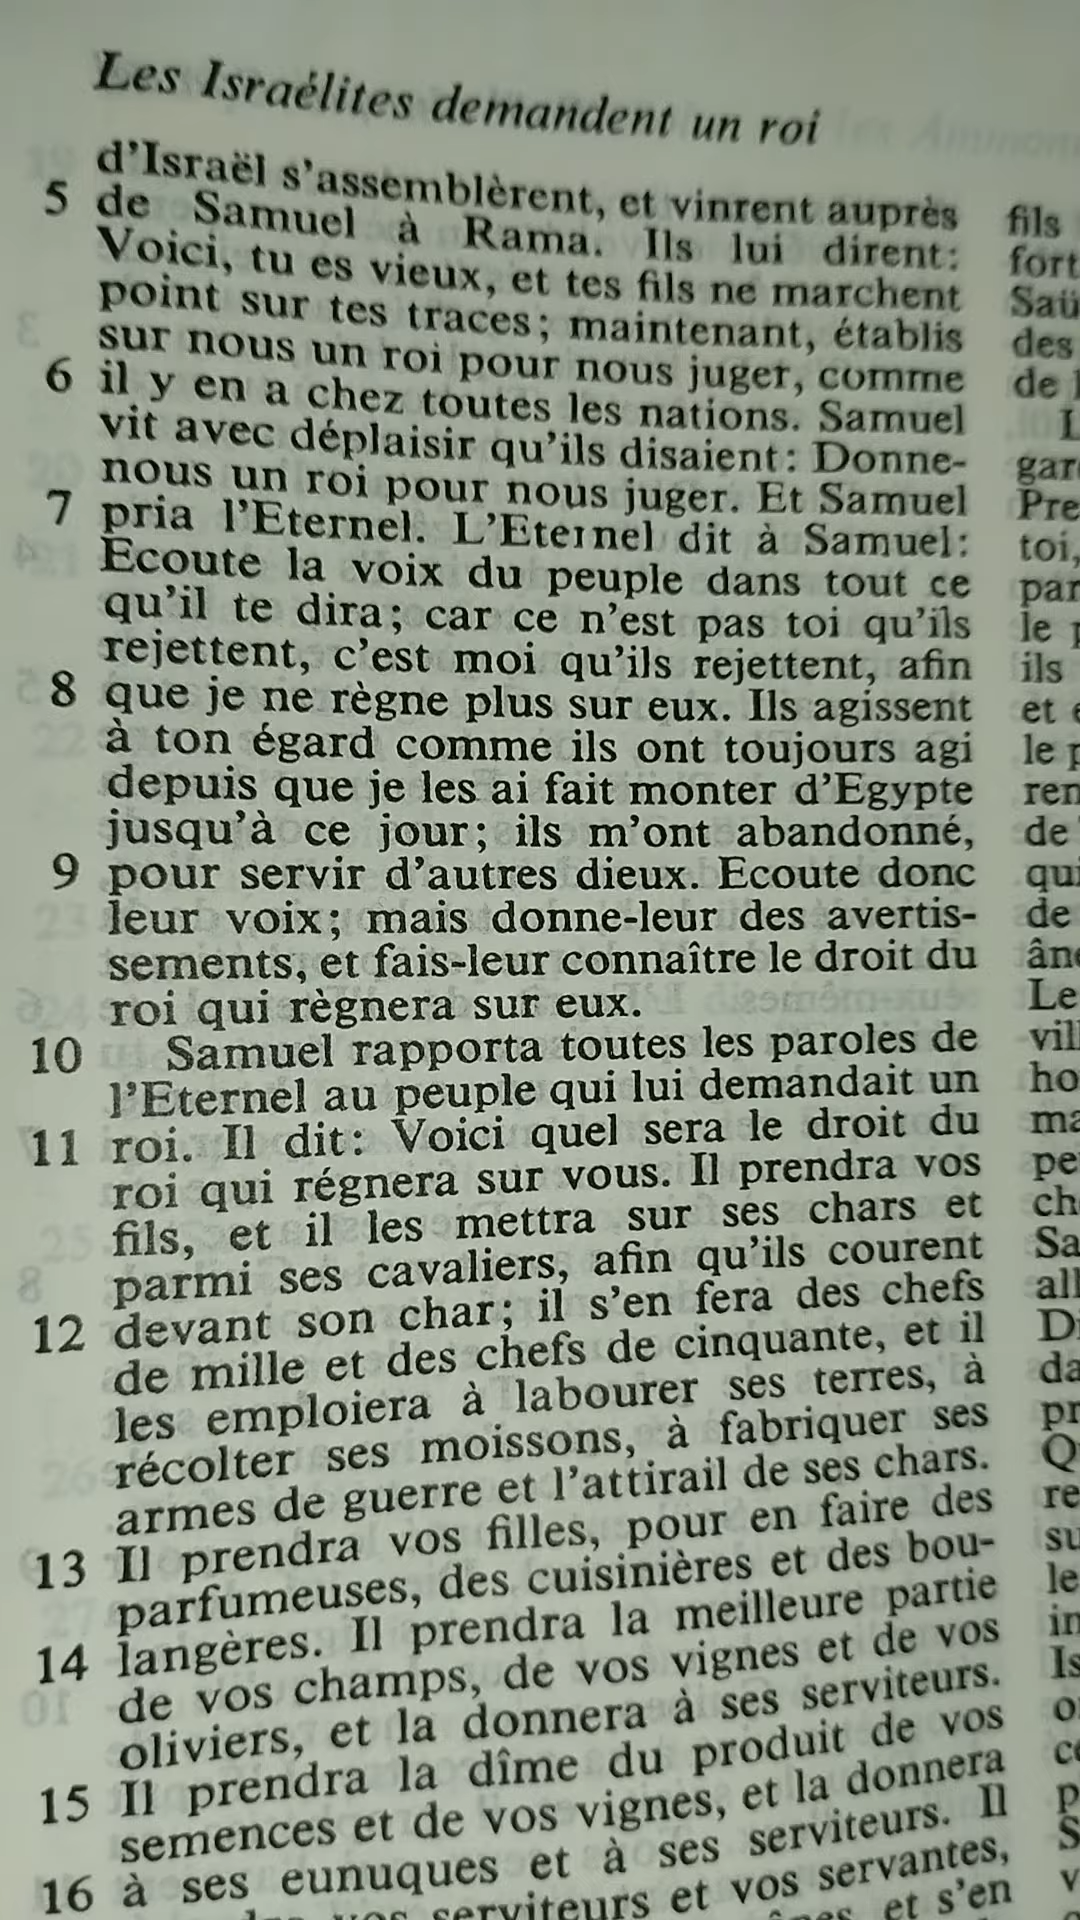 Les Israélites demandent un roi
d'Israël s'assemblèrent, et vinrent auprès
5 de Samuel à Rama. Ils lui dirent:
Voici, tu es vieux, et tes fils ne marchent
point sur tes traces; maintenant, établis
sur nous un roi pour nous juger, comme
6 il y en a chez toutes les nations. Samuel
vit avec déplaisir qu'ils disaient: Donne-
nous un roi pour nous juger. Et Samuel
7 pria l'Eternel. L'Eternel dit à Samuel:
Ecoute la voix du peuple dans tout ce
qu'il te dira; car ce n'est pas toi qu'ils
rejettent, c'est moi qu'ils rejettent, afin
8 que je ne règne plus sur eux. Ils agissent
à ton égard comme ils ont toujours agi
depuis que je les ai fait monter d'Egypte
jusqu'à ce jour; ils m'ont abandonné,
9 pour servir d'autres dieux. Ecoute donc
leur voix; mais donne-leur des avertis-
sements, et fais-leur connaître le droit du
roi qui règnera sur eux.
10 Samuel rapporta toutes les paroles de
l'Eternel au peuple qui lui demandait un
11 roi. Il dit: Voici quel sera le droit du
roi qui régnera sur vous. Il prendra vos
fils, et il les mettra sur ses chars et
parmi ses cavaliers, afin qu'ils courent
12 devant son char; il s'en fera des chefs
de mille et des chefs de cinquante, et il
les emploiera à labourer ses terres, à
récolter ses moissons, à fabriquer ses
armes de guerre et l'attirail de ses chars.
13 Il prendra vos filles, pour en faire des
parfumeuses, des cuisinières et des bou-
14 langères. Il prendra la meilleure partie
de vos champs, de vos vignes et de vos
oliviers, et la donnera à ses serviteurs.
15 Il prendra la dîme du produit de vos
semences et de vos vignes, et la donnera
16 à ses eunuques et à ses serviteurs. Il
vos serviteurs et vos servantes,
et s'en
fils
fort
des
de
toi,
le
ils
et
le
de
de
Le